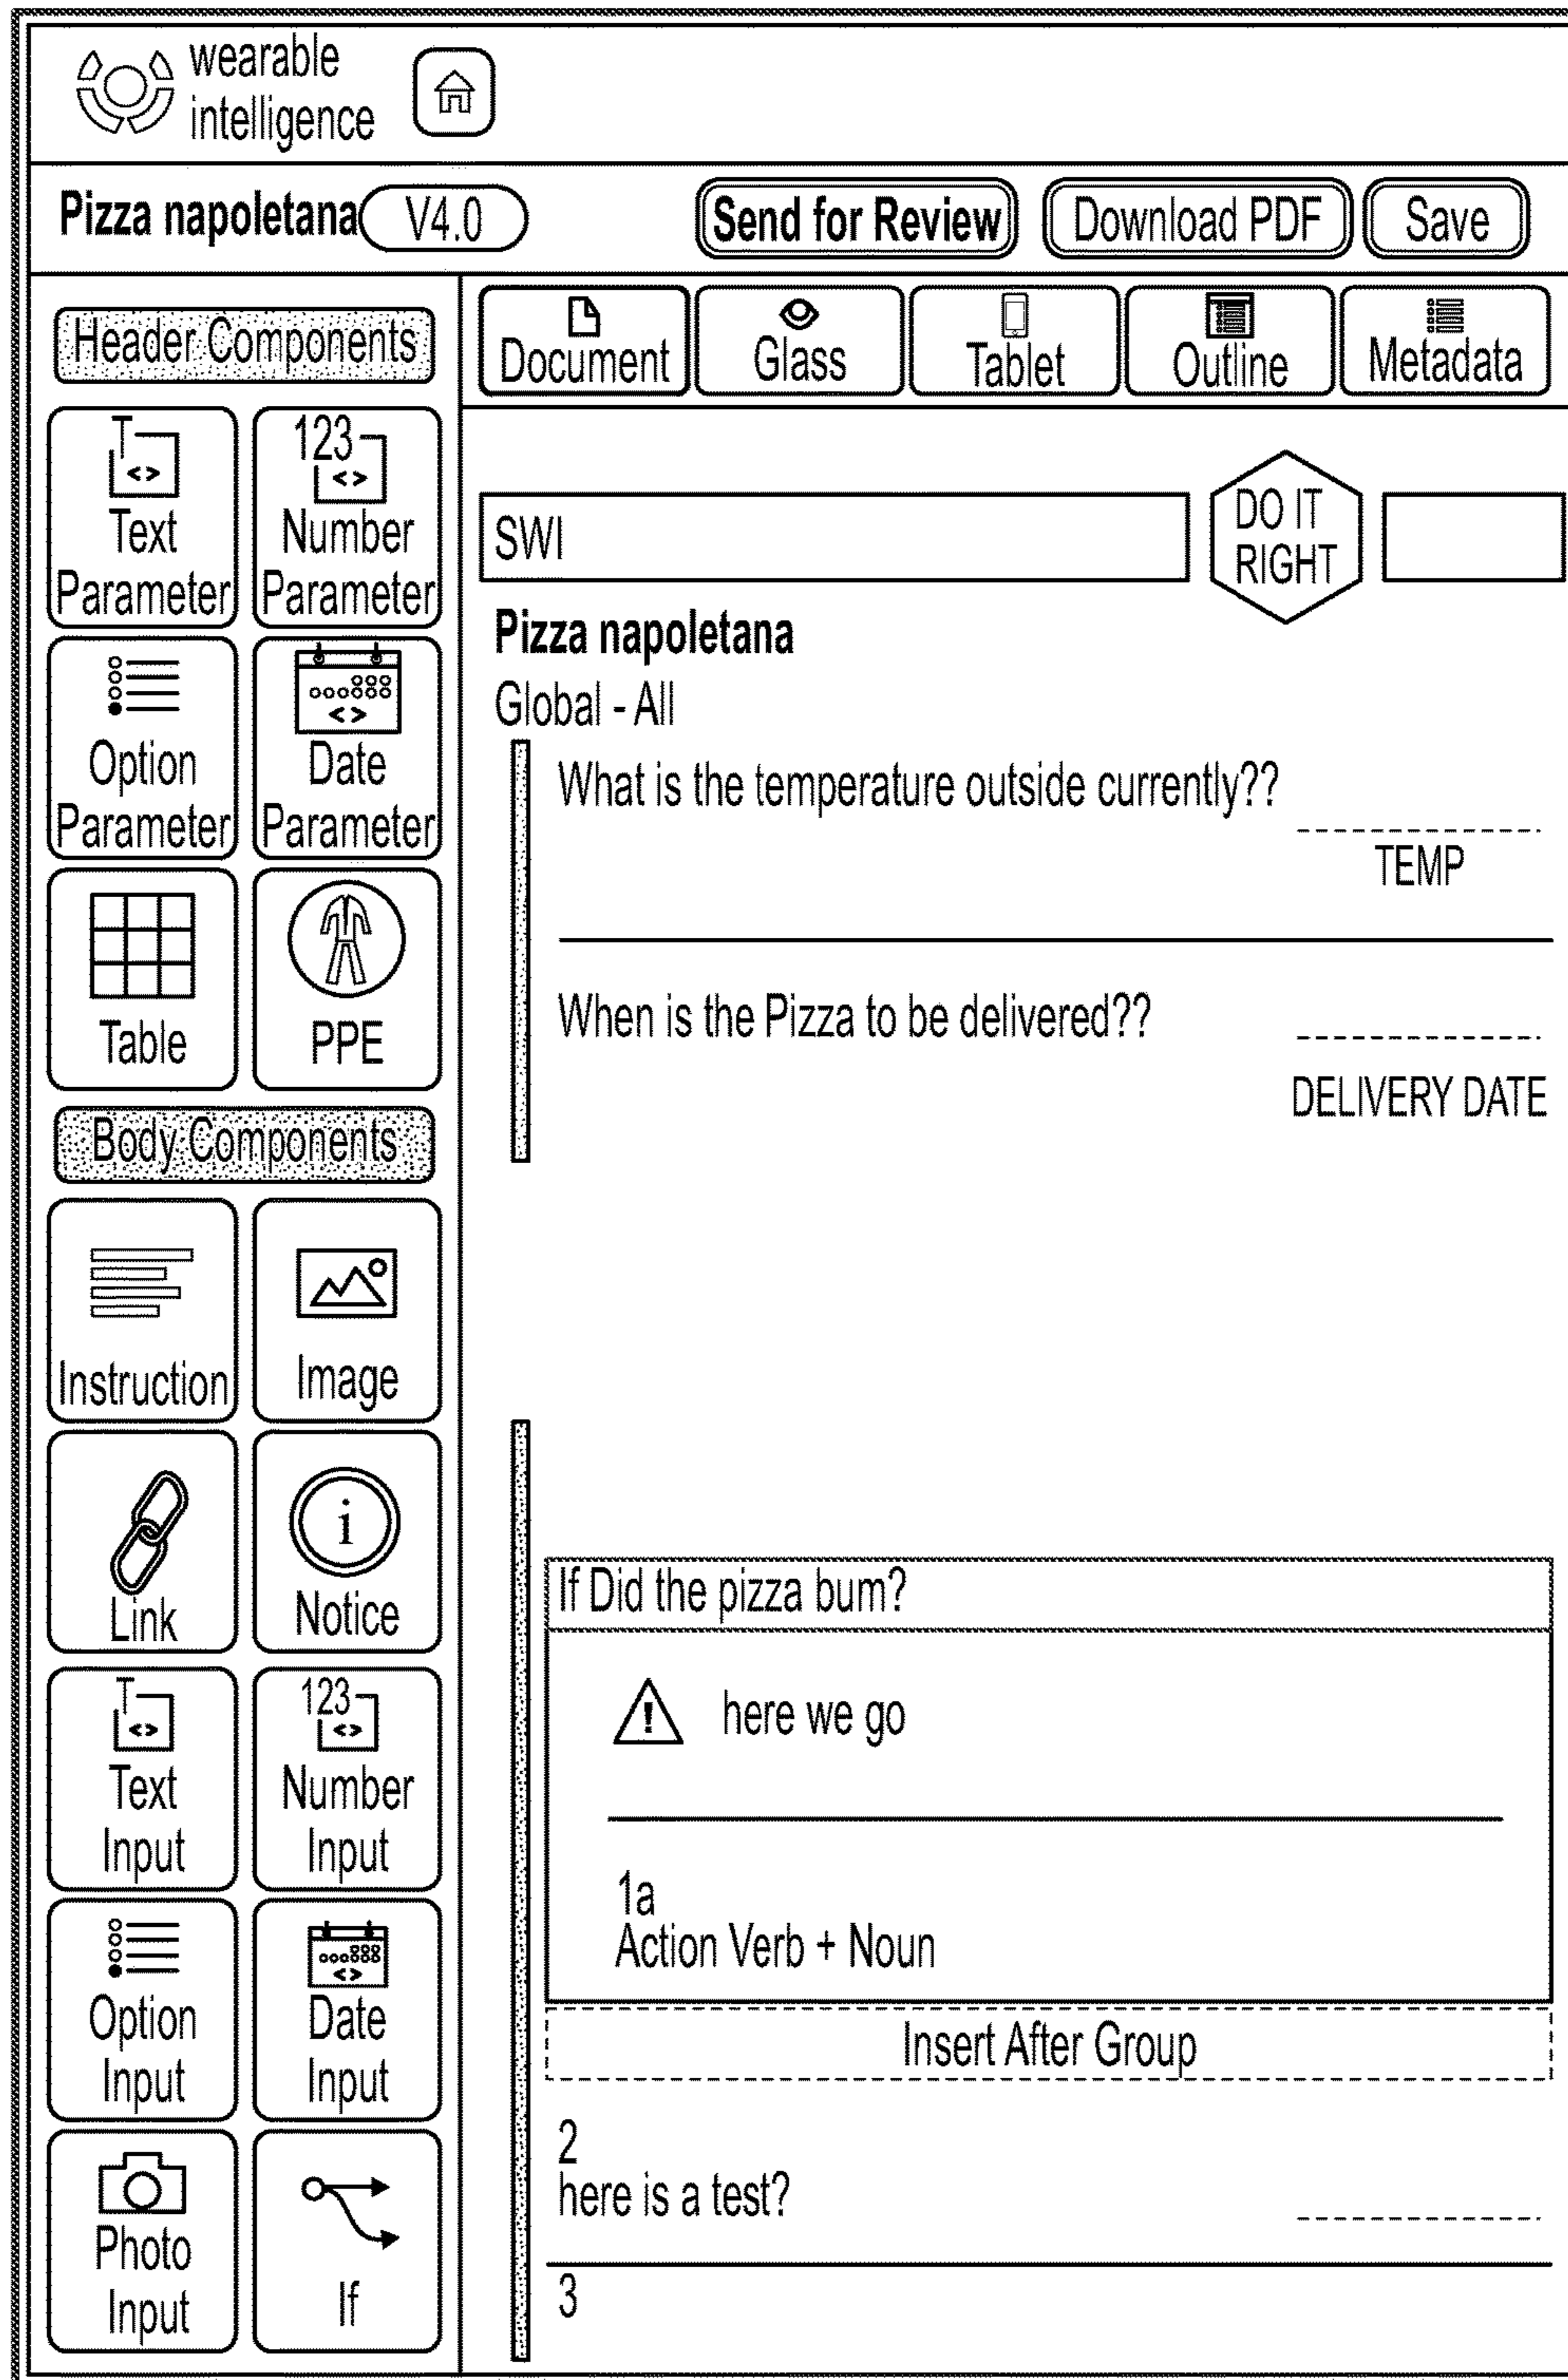 wearable
intelligence
Pizza napoletana V4.0 Send for Review Download PDF Save
Header Components
Text
Parameter
123
Number
Parameter
Option
Parameter
Date
Parameter
Table
PPE
Body Components
Instruction
Image
Link
i
Notice
T
Text
Input
123
Number
Input
Option
Input
Date
Input
Photo
Input
If
Document Glass Tablet Outline Metadata
SWI
DO IT
RIGHT
Pizza napoletana
Global - All
What is the temperature outside currently??
TEMP
When is the Pizza to be delivered??
DELIVERY DATE
If Did the pizza bum?
! here we go
1a
Action Verb + Noun
Insert After Group
2
here is a test?
3